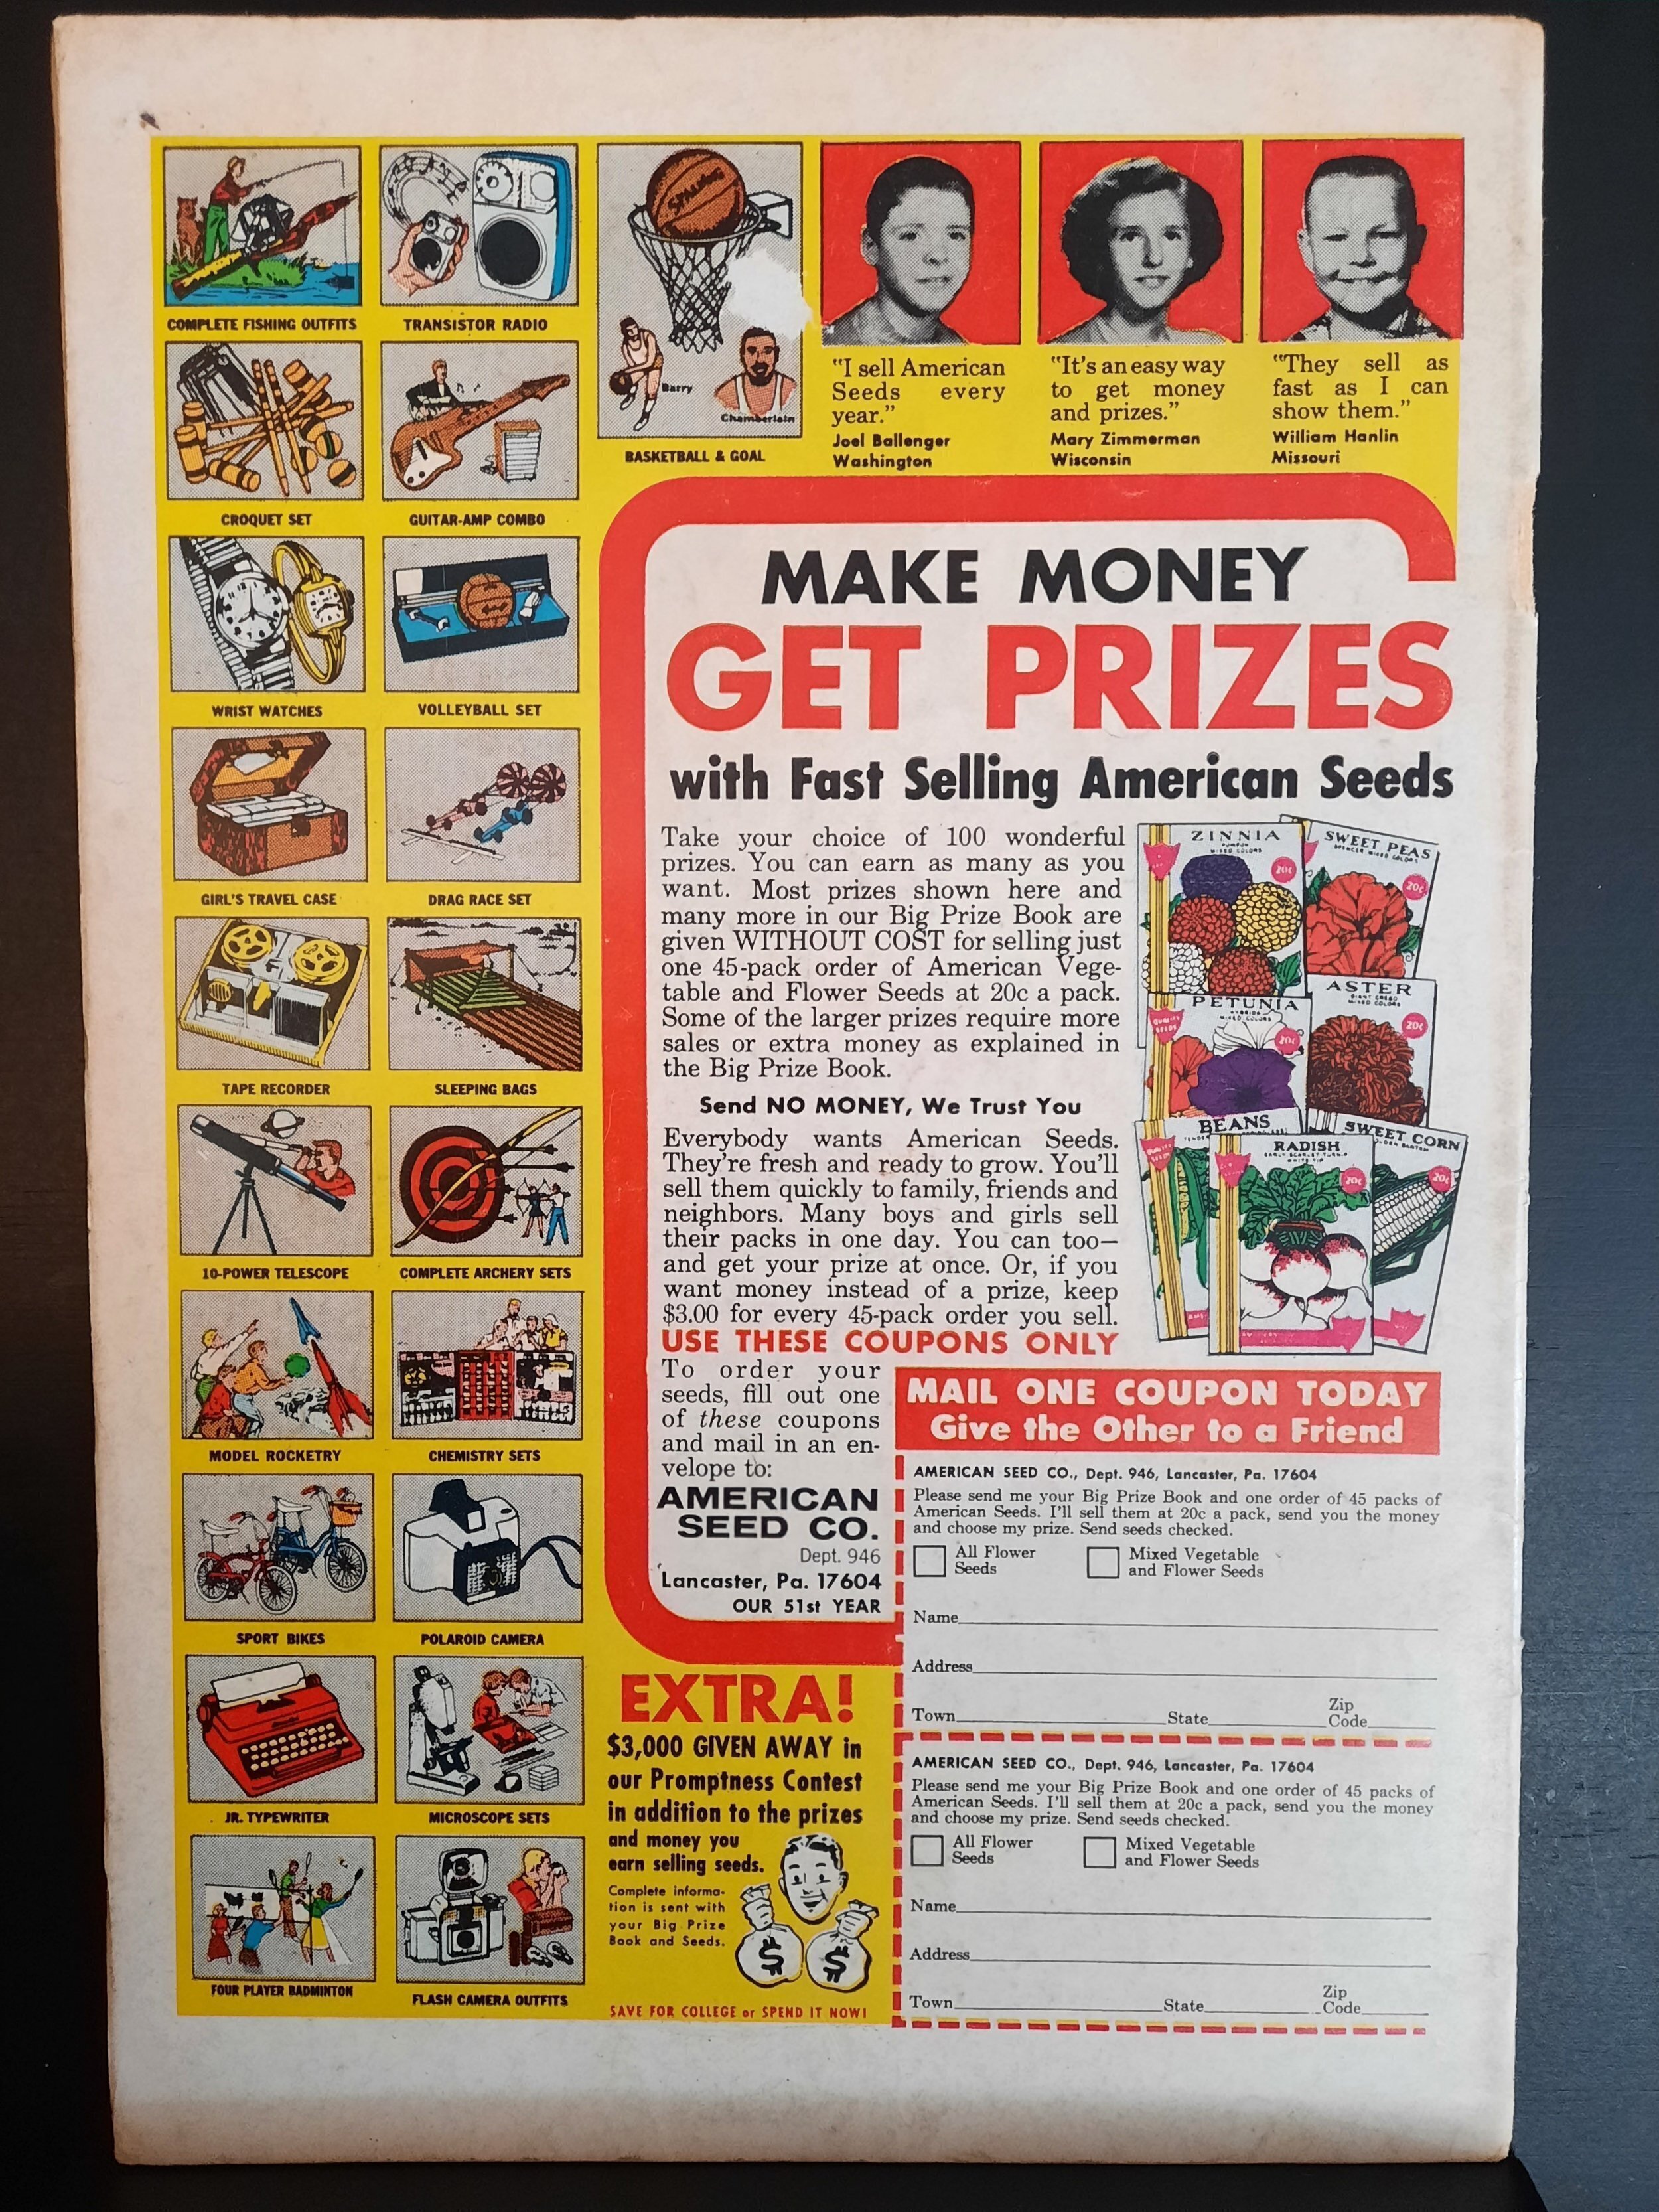 COMPLETE FISHING OUTFITS
TRANSISTOR RADIO
CROQUET SET
GUITAR-AMP COMBO
WRIST WATCHES
VOLLEYBALL SET
GIRL'S TRAVEL CASE
DRAG RACE SET
TAPE RECORDER
SLEEPING BAGS
10-POWER TELESCOPE
COMPLETE ARCHERY SETS
MODEL ROCKETRY
CHEMISTRY SETS
SPORT BIKES
POLAROID CAMERA
JR. TYPEWRITER
MICROSCOPE SETS
FOUR PLAYER BADMINTON
FLASH CAMERA OUTFITS
SPALDING
Barry
Chamberlain
BASKETBALL & GOAL
"I sell American
Seeds every
year."
Joel Ballenger
Washington
"It's an easy way
to get money
and prizes."
Mary Zimmerman
Wisconsin
"They sell as
fast as I can
show them."
William Hanlin
Missouri
MAKE MONEY
GET PRIZES
with Fast Selling American Seeds
Take your choice of 100 wonderful
prizes. You can earn as many as you
want. Most prizes shown here and
many more in our Big Prize Book are
given WITHOUT COST for selling just
one 45-pack order of American Vege-
table and Flower Seeds at 20c a pack.
Some of the larger prizes require more
sales or extra money as explained in
the Big Prize Book.
Send NO MONEY, We Trust You
Everybody wants American Seeds.
They're fresh and ready to grow. You'll
sell them quickly to family, friends and
neighbors. Many boys and girls sell
their packs in one day. You can too—
and get your prize at once. Or, if you
want money instead of a prize, keep
$3.00 for every 45-pack order you sell.
USE THESE COUPONS ONLY
To order your
seeds, fill out one
of these coupons
and mail in an en-
velope to:
AMERICAN
SEED CO.
Dept. 946
Lancaster, Pa. 17604
OUR 51st YEAR
ZINNIA
MIXED COLORS
20¢
SWEET PEAS
SPENCER MIXED COLORS
20¢
PETUNIA
MIXED COLORS
QUALITY
SEEDS
20¢
ASTER
MIXED COLORS
20¢
BEANS
SWEET CORN
20¢
RADISH
WHITE TIP
20¢
MAIL ONE COUPON TODAY
Give the Other to a Friend
AMERICAN SEED CO., Dept. 946, Lancaster, Pa. 17604
Please send me your Big Prize Book and one order of 45 packs of
American Seeds. I'll sell them at 20c a pack, send you the money
and choose my prize. Send seeds checked.
All Flower
Seeds
Mixed Vegetable
and Flower Seeds
Name
Address
Town State Zip
Code
AMERICAN SEED CO., Dept. 946, Lancaster, Pa. 17604
Please send me your Big Prize Book and one order of 45 packs of
American Seeds. I'll sell them at 20c a pack, send you the money
and choose my prize. Send seeds checked.
All Flower
Seeds
Mixed Vegetable
and Flower Seeds
Name
Address
Town State Zip
Code
EXTRA!
$3,000 GIVEN AWAY in
our Promptness Contest
in addition to the prizes
and money you
earn selling seeds.
Complete informa-
tion is sent with
your Big Prize
Book and Seeds.
$ $
SAVE FOR COLLEGE or SPEND IT NOW!